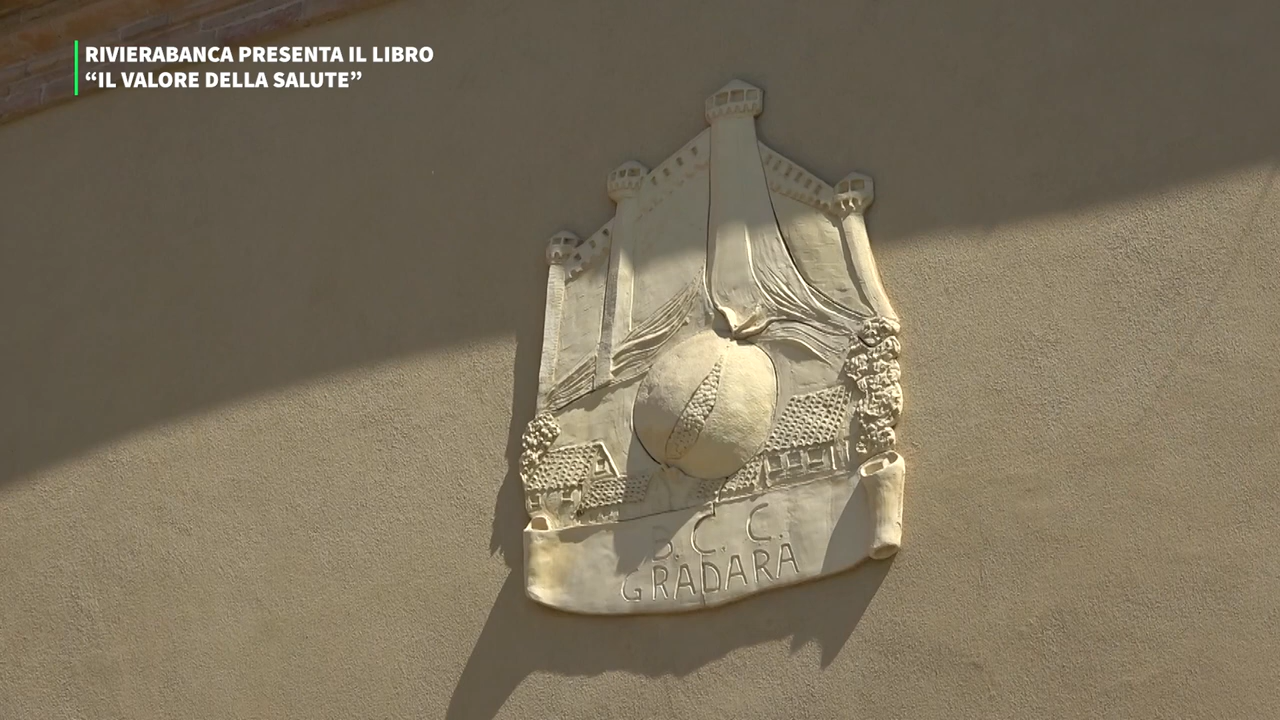 RIVIERABANCA PRESENTA IL LIBRO
“IL VALORE DELLA SALUTE”
B. C. C.
GRADARA